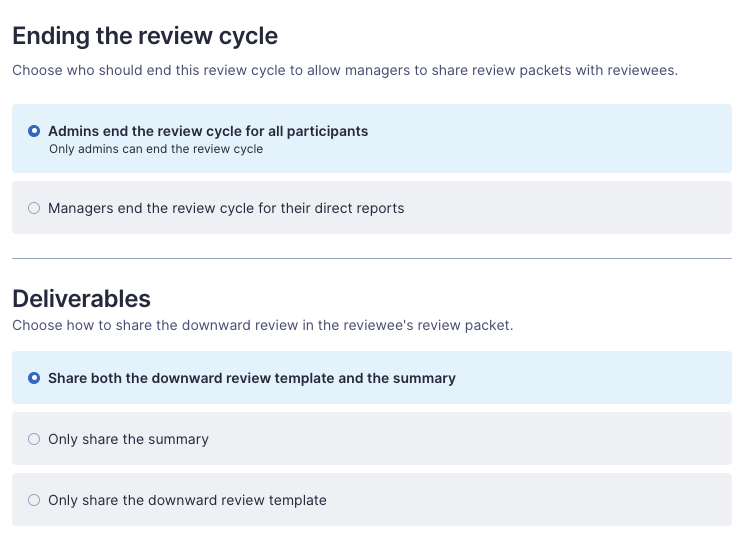 Ending the review cycle
Choose who should end this review cycle to allow managers to share review packets with reviewees.
Admins end the review cycle for all participants
Only admins can end the review cycle
Managers end the review cycle for their direct reports
Deliverables
Choose how to share the downward review in the reviewee's review packet.
Share both the downward review template and the summary
Only share the summary
Only share the downward review template